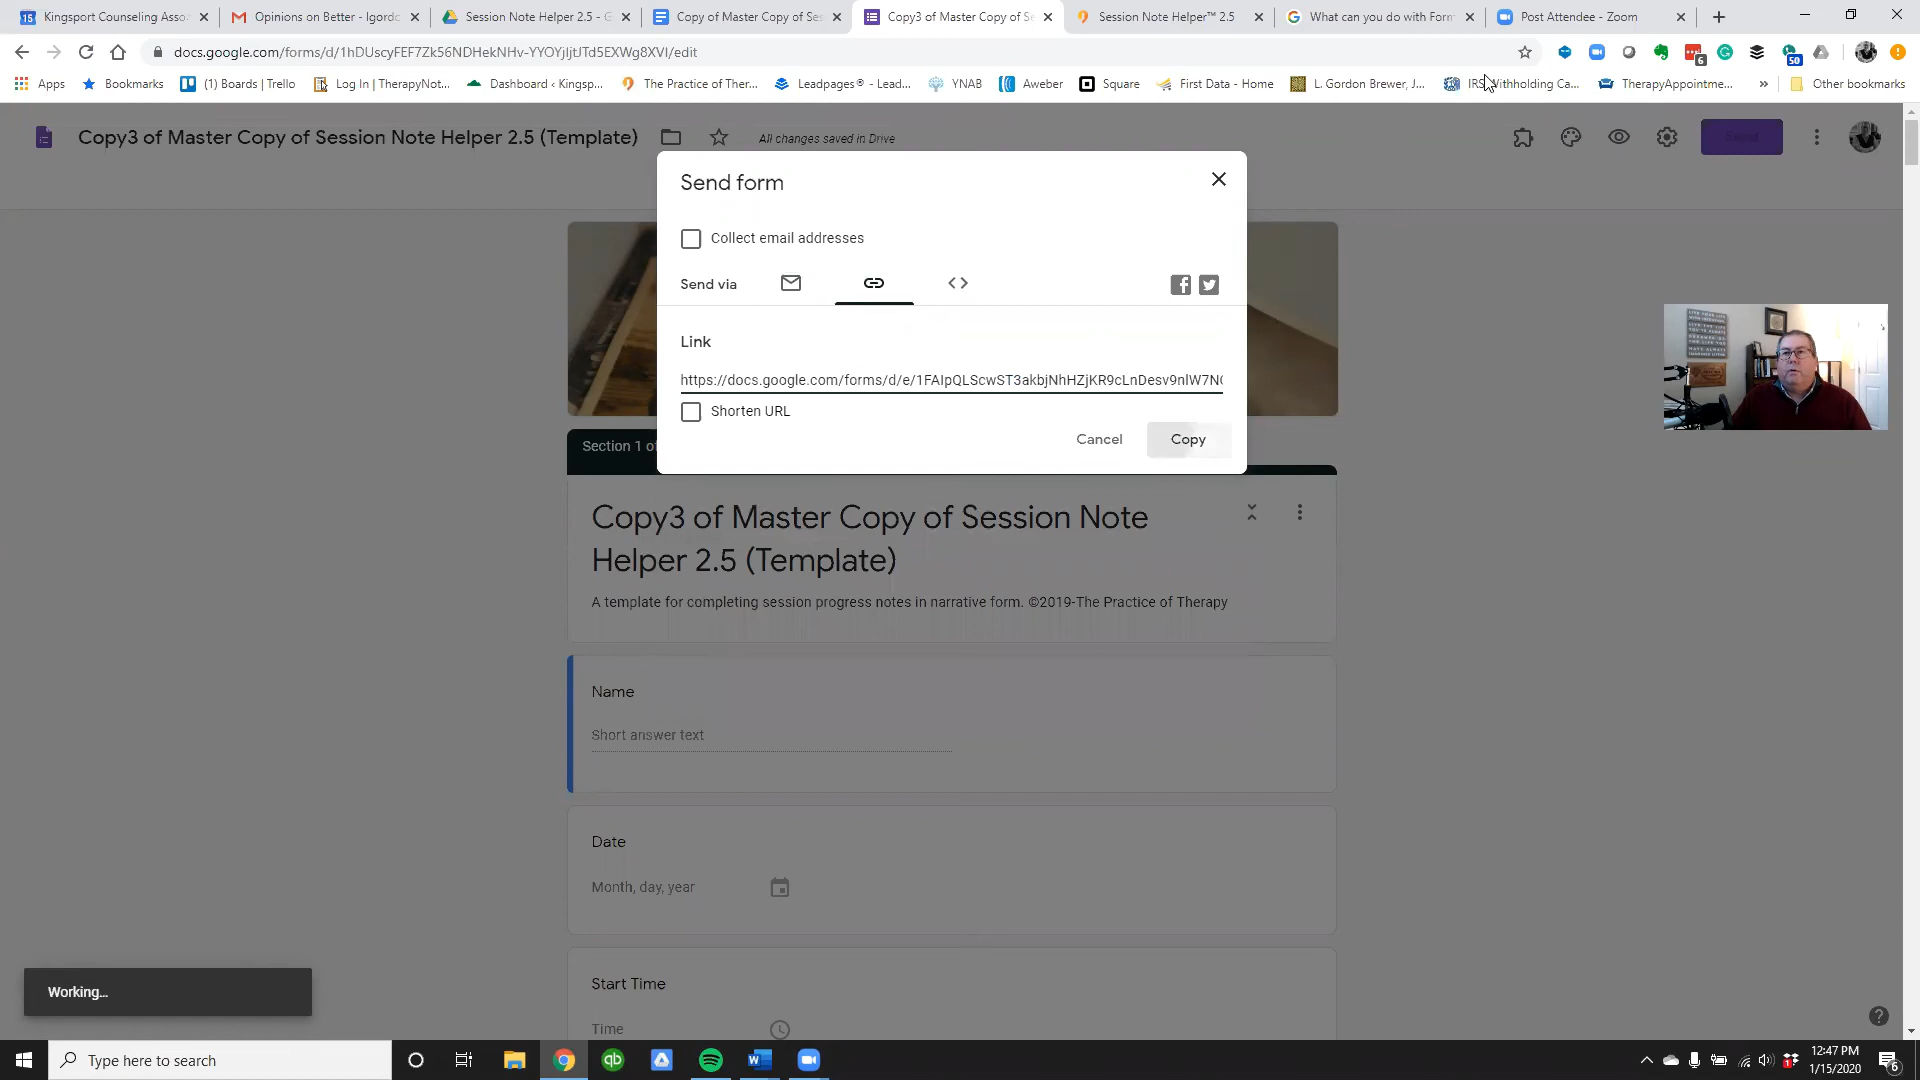 Kingsport Counseling Asso
Opinions on Better - lgordc
Session Note Helper 2.5 - G
Copy of Master Copy of Ses
Copy3 of Master Copy of Se
Session Note Helper™ 2.5
What can you do with Form
Post Attendee - Zoom
docs.google.com/forms/d/1hDUscyFEF7Zk56NDHekNHv-YYOYjljtJTd5EXWg8XVI/edit
Apps
Bookmarks
(1) Boards | Trello
Log In | TherapyNot...
Dashboard ‹ Kingsp...
The Practice of Ther...
Leadpages® - Lead...
YNAB
Aweber
Square
First Data - Home
L. Gordon Brewer, J...
IRS Withholding Ca...
TherapyAppointme...
»
Other bookmarks
Copy3 of Master Copy of Session Note Helper 2.5 (Template)
All changes saved in Drive
Send
Send form
Collect email addresses
Send via
Link
https://docs.google.com/forms/d/e/1FAIpQLScwST3akbjNhHZjKR9cLnDesv9nlW7N
Shorten URL
Cancel
Copy
Section 1 of
Copy3 of Master Copy of Session Note
Helper 2.5 (Template)
A template for completing session progress notes in narrative form. ©2019-The Practice of Therapy
Name
Short answer text
Date
Month, day, year
Start Time
Time
Working...
Type here to search
12:47 PM
1/15/2020